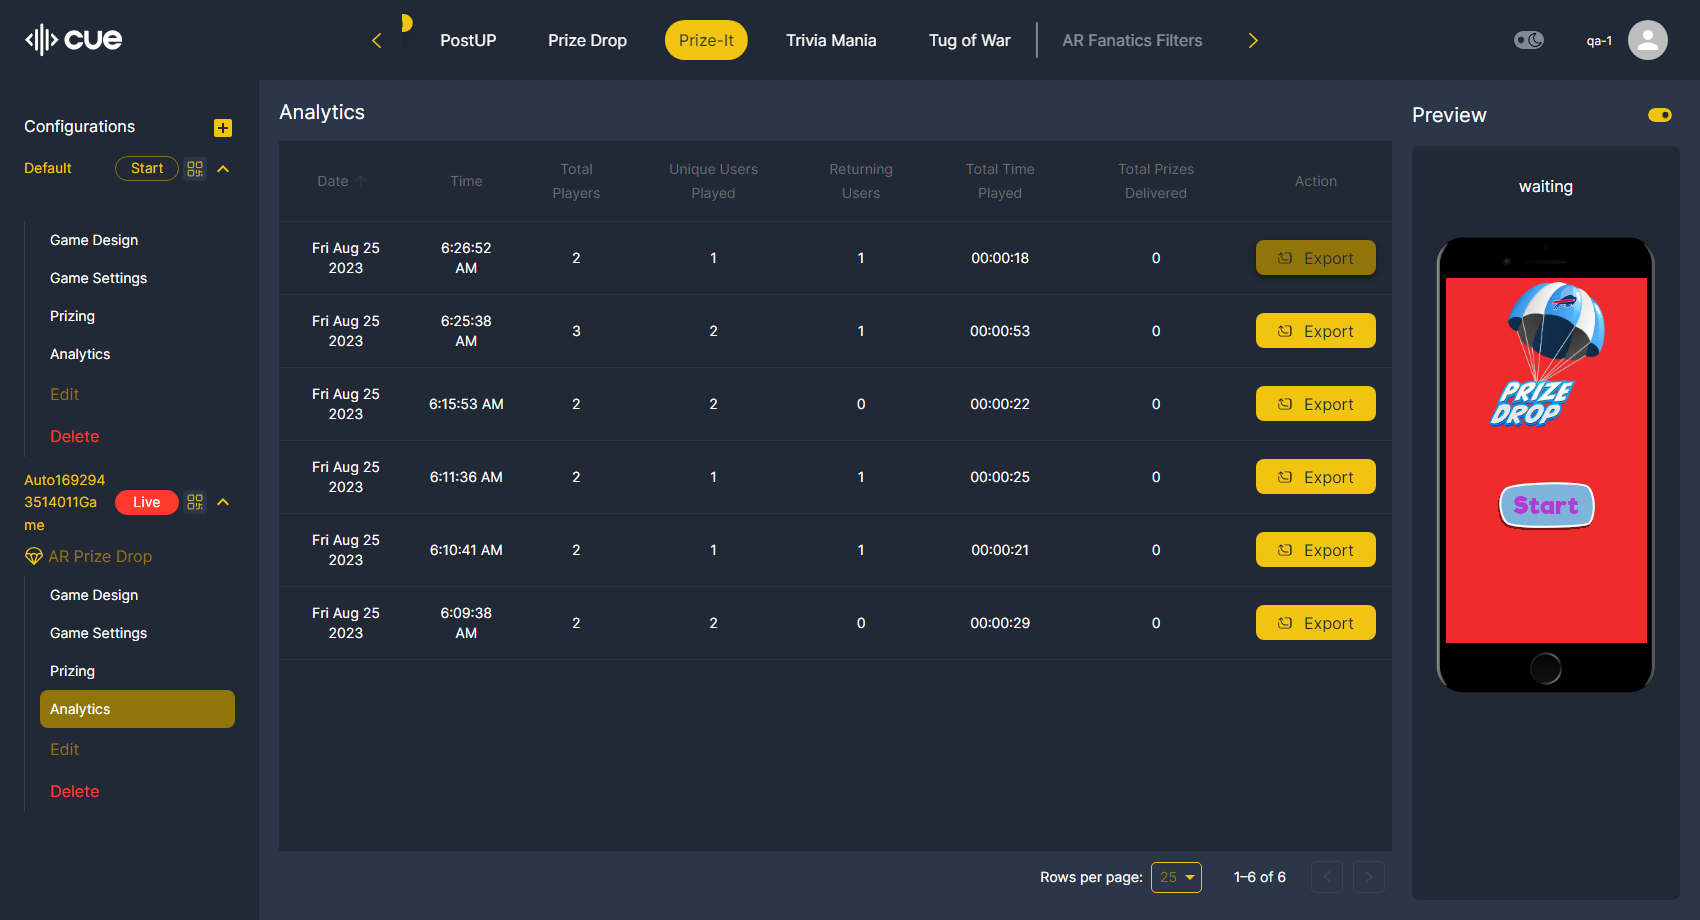 cue
PostUP
Prize Drop
Prize-It
Trivia Mania
Tug of War
AR Fanatics Filters
qa-1
Configurations
Default
Start
Game Design
Game Settings
Prizing
Analytics
Edit
Delete
Auto169294
3514011Ga
me
Live
AR Prize Drop
Game Design
Game Settings
Prizing
Analytics
Edit
Delete
Analytics
Date
Time
Total
Players
Unique Users
Played
Returning
Users
Total Time
Played
Total Prizes
Delivered
Action
Fri Aug 25
2023
6:26:52
AM
2
1
1
00:00:18
0
Export
Fri Aug 25
2023
6:25:38
AM
3
2
1
00:00:53
0
Export
Fri Aug 25
2023
6:15:53 AM
2
2
0
00:00:22
0
Export
Fri Aug 25
2023
6:11:36 AM
2
1
1
00:00:25
0
Export
Fri Aug 25
2023
6:10:41 AM
2
1
1
00:00:21
0
Export
Fri Aug 25
2023
6:09:38
AM
2
2
0
00:00:29
0
Export
Rows per page:
25
1–6 of 6
Preview
waiting
PRIZE
DROP
Start